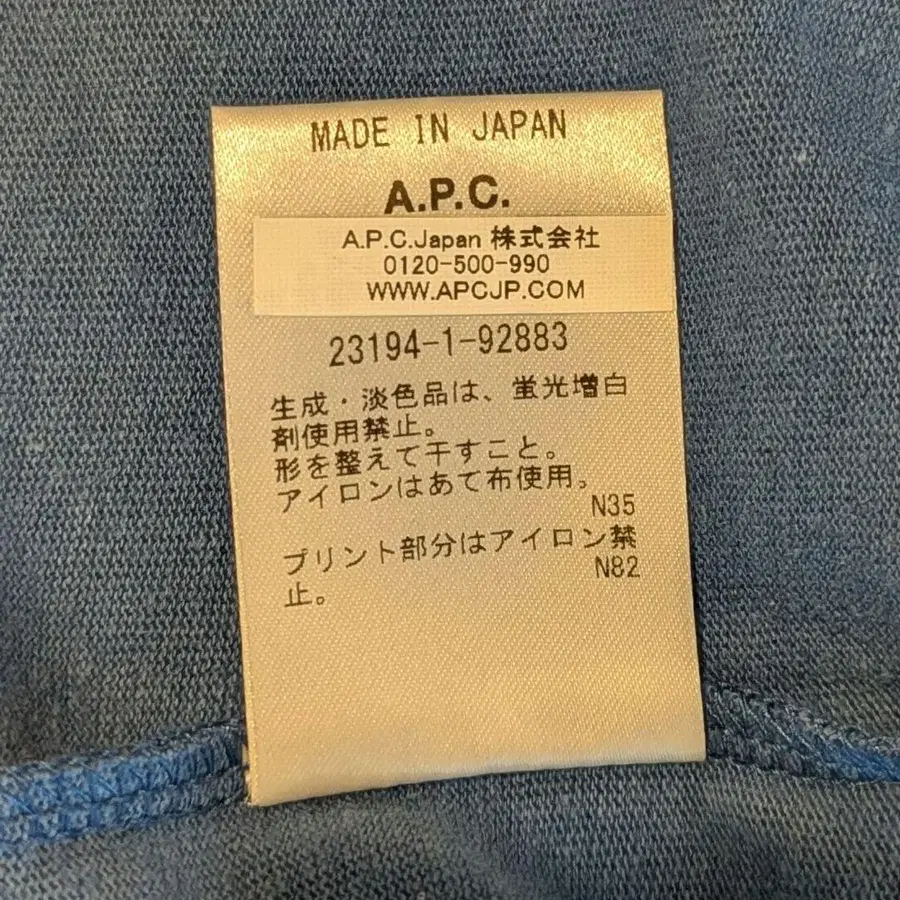 MADE IN JAPAN
A.P.C.
A.P.C.Japan 株式会社
0120-500-990
WWW.APCJP.COM
23194-1-92883
生成・淡色品は、蛍光増白
剤使用禁止。
形を整えて干すこと。
アイロンはあて布使用。
N35
プリント部分はアイロン禁
止。
N82